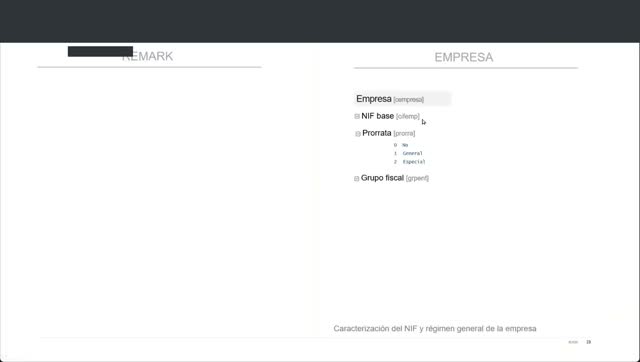 REMARK
EMPRESA
Empresa [cempresa]
NIF base [cifemp]
Prorrata [prorra]
0 No
1 General
2 Especial
Grupo fiscal [grpent]
Caracterización del NIF y régimen general de la empresa